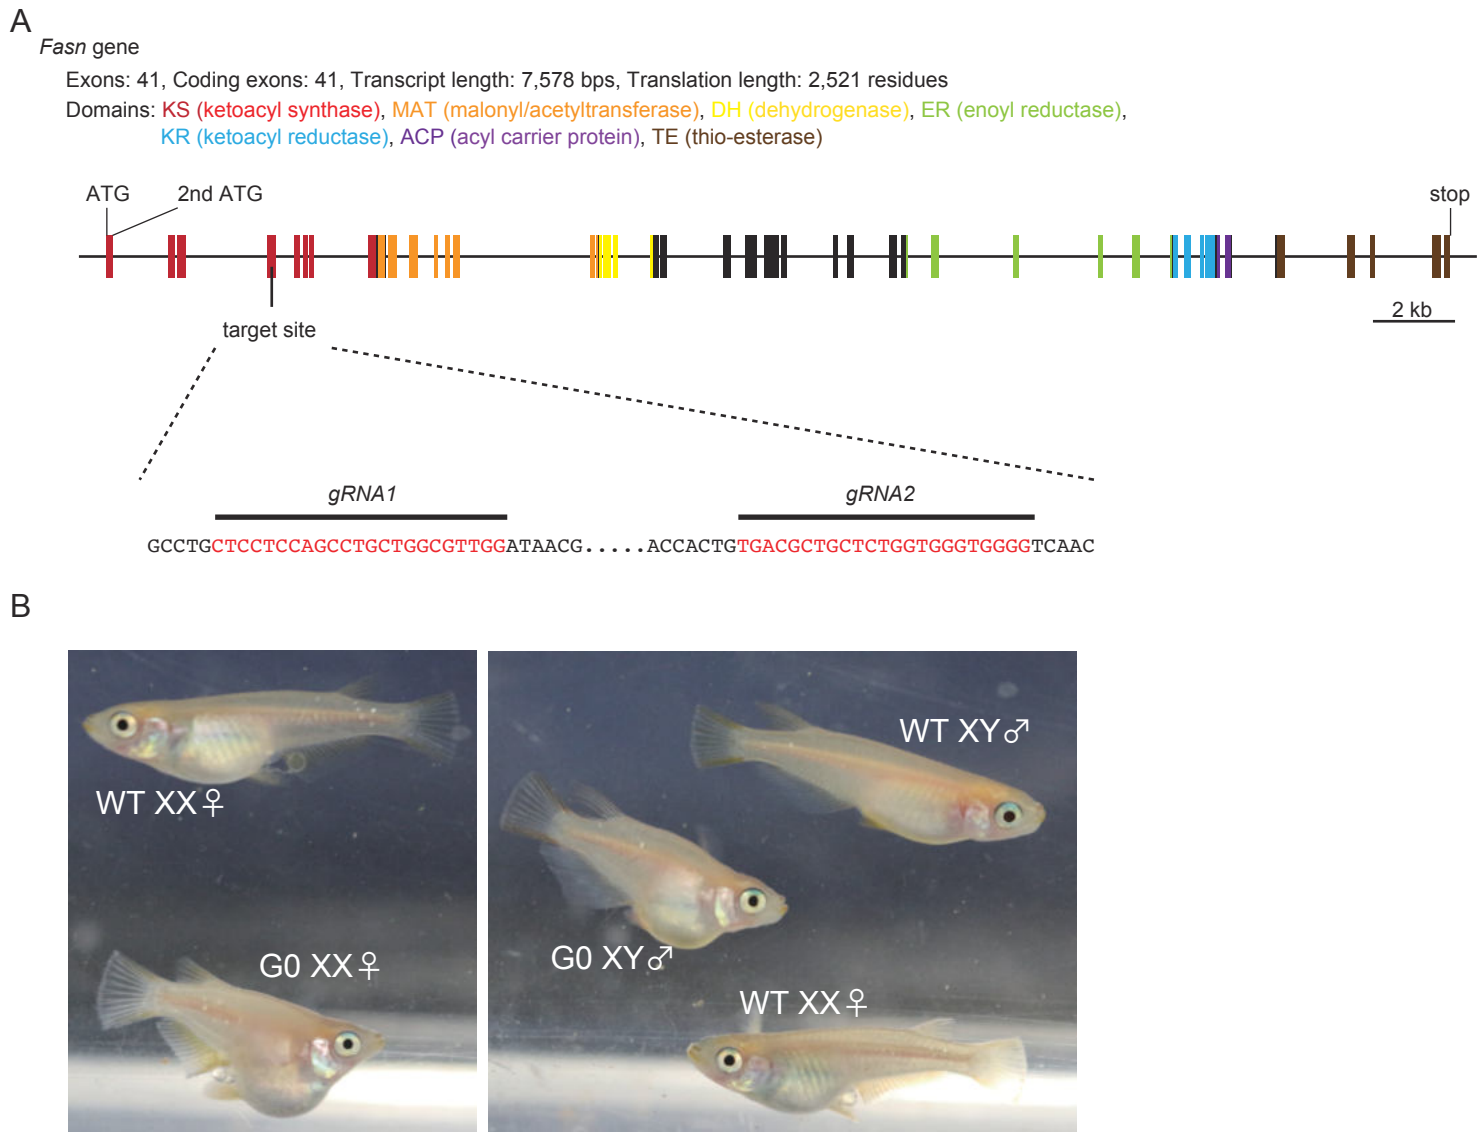 A
Fasn gene
Exons: 41, Coding exons: 41, Transcript length: 7,578 bps, Translation length: 2,521 residues
Domains: KS (ketoacyl synthase), MAT (malonyl/acetyltransferase), DH (dehydrogenase), ER (enoyl reductase),
KR (ketoacyl reductase), ACP (acyl carrier protein), TE (thio-esterase)
ATG
2nd ATG
stop
2 kb
target site
gRNA1
gRNA2
GCCTGCTCCTCCAGCCTGCTGGCGTTGGATAACG.....ACCACTGTGACGCTGCTCTGGTGGGTGGGGTCAAC
B
WT XX♀
G0 XX♀
WT XY♂
G0 XY♂
WT XX♀